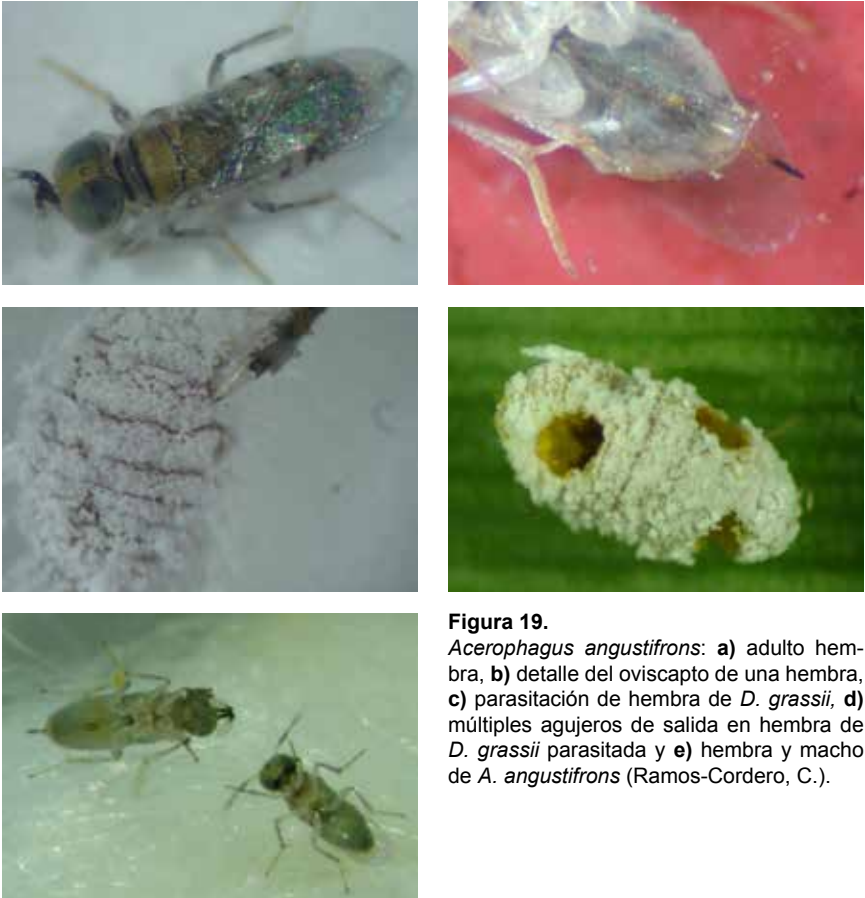 Figura 19.
Acerophagus angustifrons: a) adulto hem-
bra, b) detalle del oviscapto de una hembra,
c) parasitación de hembra de D. grassii, d)
múltiples agujeros de salida en hembra de
D. grassii parasitada y e) hembra y macho
de A. angustifrons (Ramos-Cordero, C.).